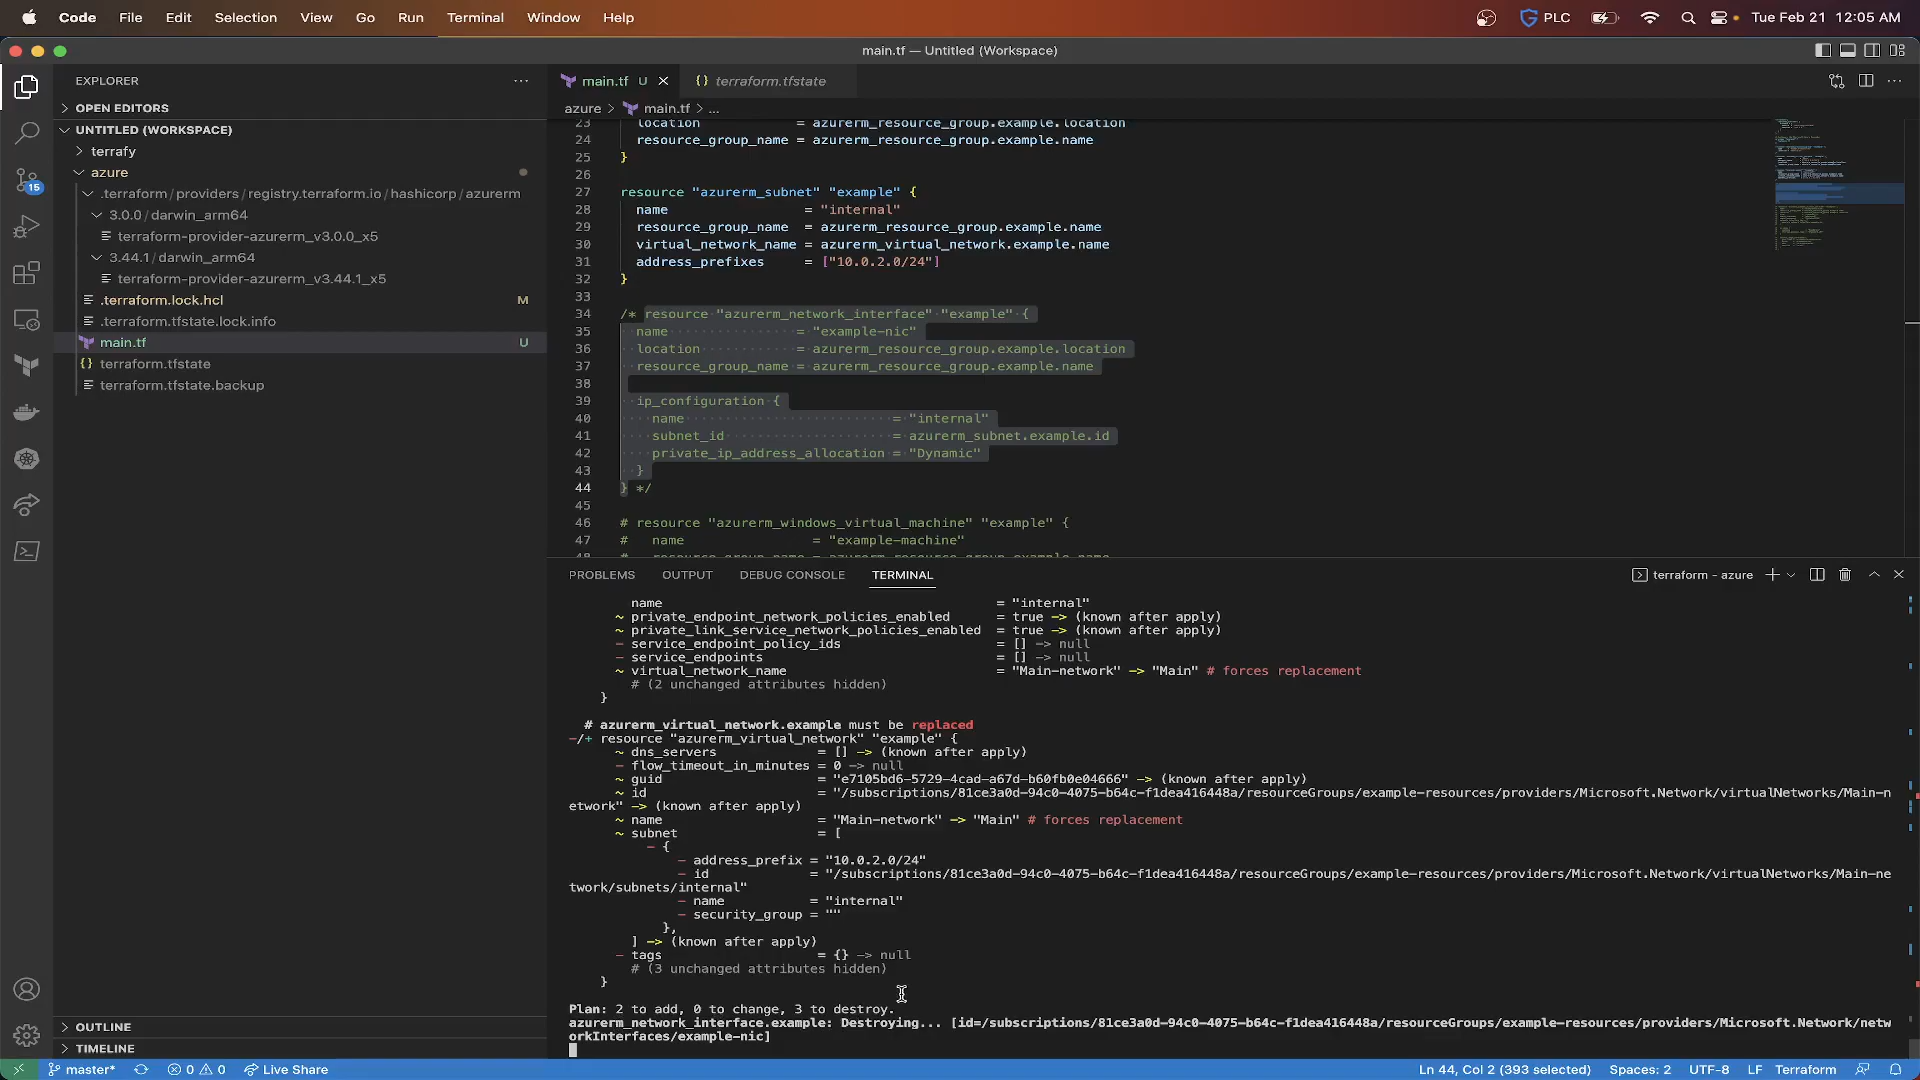 Code File Edit Selection View Go Run Terminal Window Help PLC Tue Feb 21 12:05 AM
main.tf — Untitled (Workspace)
EXPLORER
OPEN EDITORS
UNTITLED (WORKSPACE)
terrafy
azure
.terraform/providers/registry.terraform.io/hashicorp/azurerm
3.0.0/darwin_arm64
terraform-provider-azurerm_v3.0.0_x5
3.44.1/darwin_arm64
terraform-provider-azurerm_v3.44.1_x5
.terraform.lock.hcl M
.terraform.tfstate.lock.info
main.tf U
terraform.tfstate
terraform.tfstate.backup
15
OUTLINE
TIMELINE
main.tf U terraform.tfstate
azure > main.tf > ...
23 location = azurerm_resource_group.example.location
24 resource_group_name = azurerm_resource_group.example.name
25 }
26
27 resource "azurerm_subnet" "example" {
28 name = "internal"
29 resource_group_name = azurerm_resource_group.example.name
30 virtual_network_name = azurerm_virtual_network.example.name
31 address_prefixes = ["10.0.2.0/24"]
32 }
33
34 /* resource "azurerm_network_interface" "example" {
35 name = "example-nic"
36 location = azurerm_resource_group.example.location
37 resource_group_name = azurerm_resource_group.example.name
38
39 ip_configuration {
40 name = "internal"
41 subnet_id = azurerm_subnet.example.id
42 private_ip_address_allocation = "Dynamic"
43 }
44 } */
45
46 # resource "azurerm_windows_virtual_machine" "example" {
47 # name = "example-machine"
48 # resource_group_name = azurerm_resource_group.example.name
PROBLEMS OUTPUT DEBUG CONSOLE TERMINAL terraform - azure
name = "internal"
~ private_endpoint_network_policies_enabled = true -> (known after apply)
~ private_link_service_network_policies_enabled = true -> (known after apply)
- service_endpoint_policy_ids = [] -> null
- service_endpoints = [] -> null
~ virtual_network_name = "Main-network" -> "Main" # forces replacement
# (2 unchanged attributes hidden)
}
# azurerm_virtual_network.example must be replaced
-/+ resource "azurerm_virtual_network" "example" {
~ dns_servers = [] -> (known after apply)
- flow_timeout_in_minutes = 0 -> null
~ guid = "e7105bd6-5729-4cad-a67d-b60fb0e04666" -> (known after apply)
~ id = "/subscriptions/81ce3a0d-94c0-4075-b64c-f1dea416448a/resourceGroups/example-resources/providers/Microsoft.Network/virtualNetworks/Main-n
etwork" -> (known after apply)
~ name = "Main-network" -> "Main" # forces replacement
~ subnet = [
- {
- address_prefix = "10.0.2.0/24"
- id = "/subscriptions/81ce3a0d-94c0-4075-b64c-f1dea416448a/resourceGroups/example-resources/providers/Microsoft.Network/virtualNetworks/Main-ne
twork/subnets/internal"
- name = "internal"
- security_group = ""
},
] -> (known after apply)
- tags = {} -> null
# (3 unchanged attributes hidden)
}
Plan: 2 to add, 0 to change, 3 to destroy.
azurerm_network_interface.example: Destroying... [id=/subscriptions/81ce3a0d-94c0-4075-b64c-f1dea416448a/resourceGroups/example-resources/providers/Microsoft.Network/netw
orkInterfaces/example-nic]
master* 0 0 Live Share Ln 44, Col 2 (393 selected) Spaces: 2 UTF-8 LF Terraform